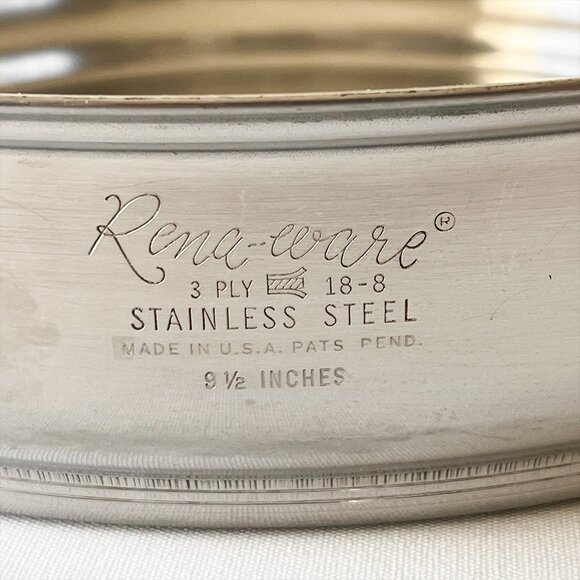 Rena-ware®
3 PLY 18-8
STAINLESS STEEL
MADE IN U.S.A. PATS PEND.
9 ½ INCHES